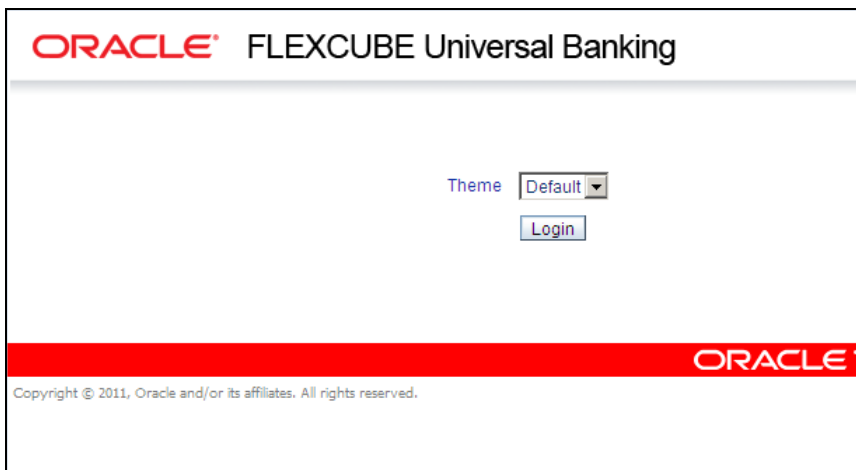 ORACLE® FLEXCUBE Universal Banking
Theme Default
Login
ORACLE
Copyright © 2011, Oracle and/or its affiliates. All rights reserved.